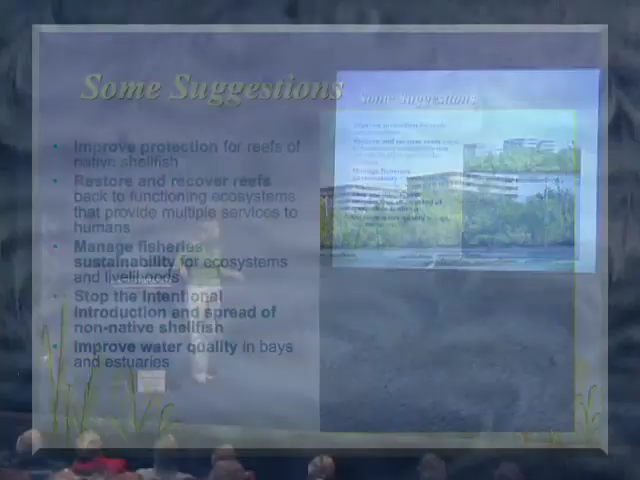 Some Suggestions
Some Suggestions
• Improve protection for reefs of
native shellfish
• Restore and recover reefs
back to functioning ecosystems
that provide multiple services to
humans
• Manage fisheries
sustainability for ecosystems
and livelihoods
• Stop the Intentional
Introduction and spread of
non-native shellfish
• Improve water quality in bays
and estuaries